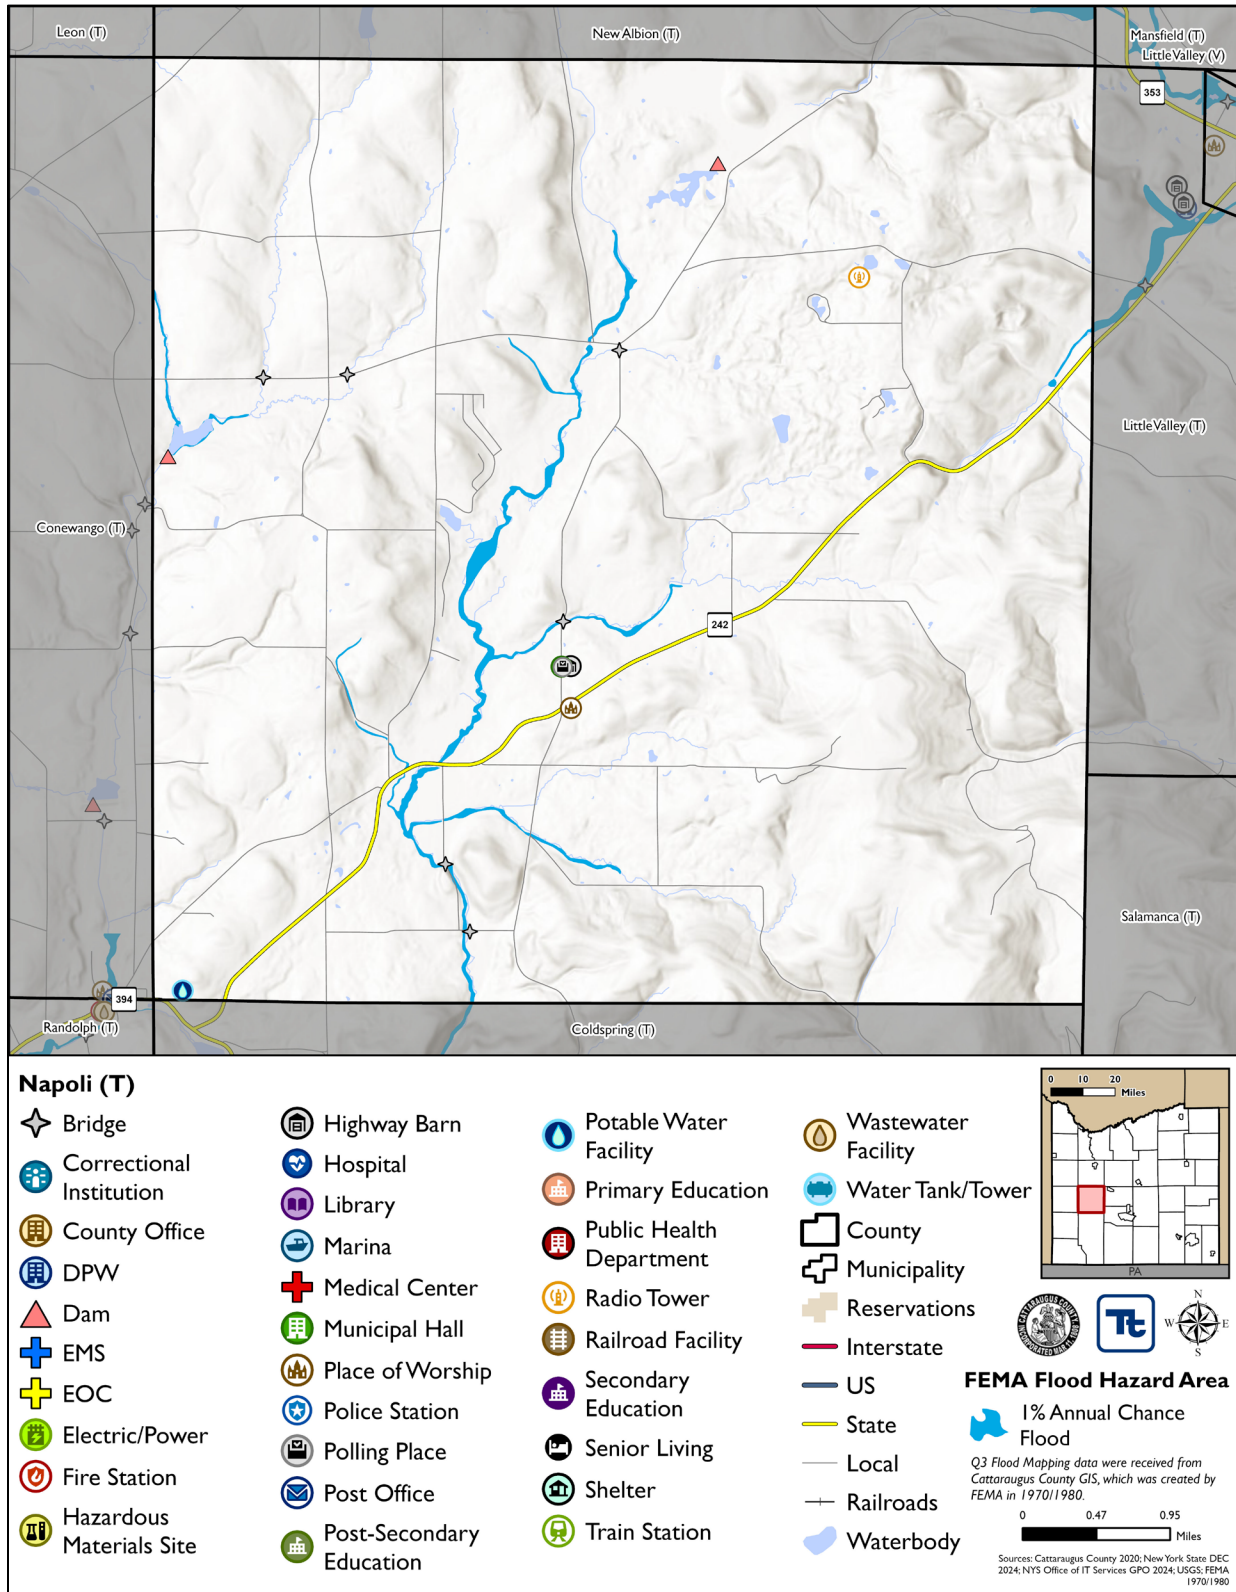 Leon (T)
New Albion (T)
Mansfield (T)
Little Valley (V)
353
Little Valley (T)
Conewango (T)
242
Salamanca (T)
394
Randolph (T)
Coldspring (T)
Napoli (T)
Bridge
Correctional
Institution
County Office
DPW
Dam
EMS
EOC
Electric/Power
Fire Station
Hazardous
Materials Site
Highway Barn
Hospital
Library
Marina
Medical Center
Municipal Hall
Place of Worship
Police Station
Polling Place
Post Office
Post-Secondary
Education
Potable Water
Facility
Primary Education
Public Health
Department
Radio Tower
Railroad Facility
Secondary
Education
Senior Living
Shelter
Train Station
Wastewater
Facility
Water Tank/Tower
County
Municipality
Reservations
Interstate
US
State
Local
Railroads
Waterbody
0 10 20
Miles
PA
CATTARAUGUS COUNTY
Tt
N
W E
S
FEMA Flood Hazard Area
1% Annual Chance
Flood
Q3 Flood Mapping data were received from
Cattaraugus County GIS, which was created by
FEMA in 1970/1980.
0 0.47 0.95
Miles
Sources: Cattaraugus County 2020; New York State DEC
2024; NYS Office of IT Services GPO 2024; USGS; FEMA
1970/1980